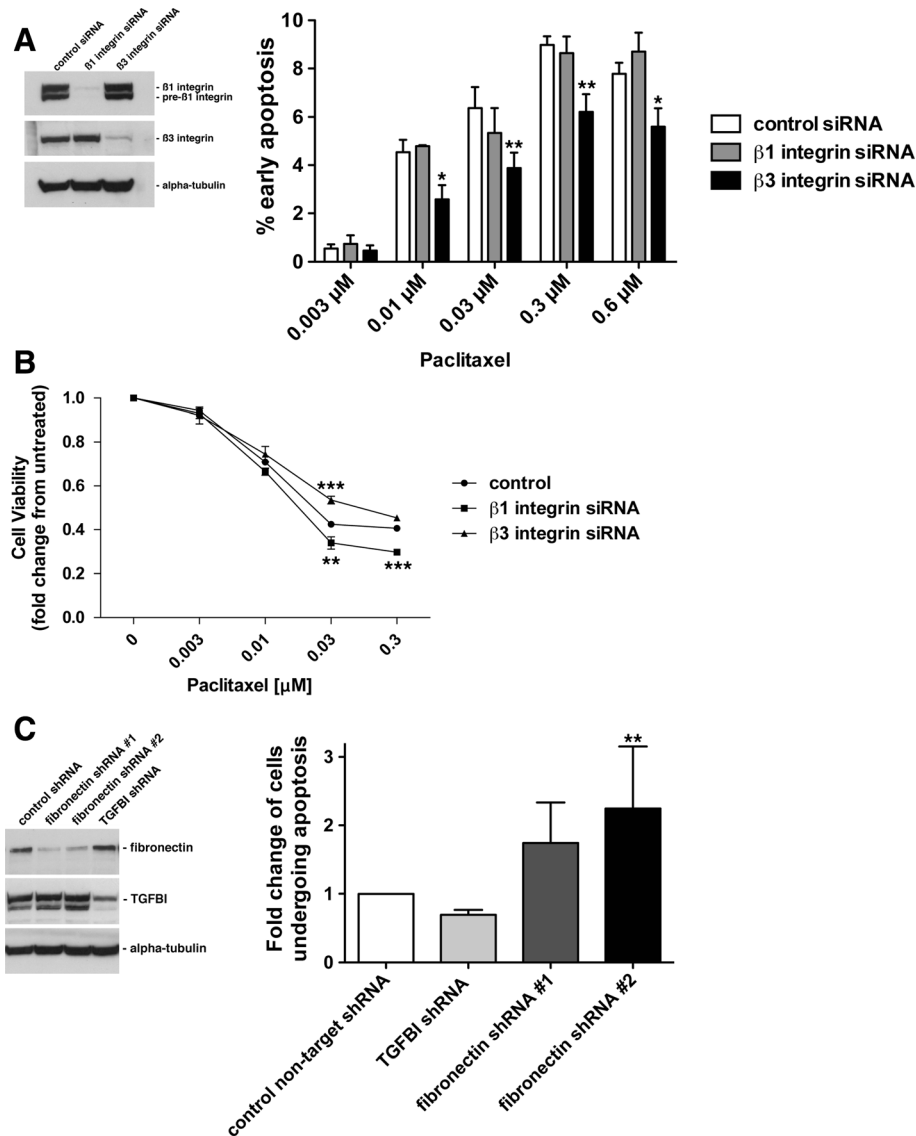 A
control siRNA
ß1 integrin siRNA
ß3 integrin siRNA
- ß1 integrin
- pre-ß1 integrin
- ß3 integrin
- alpha-tubulin
% early apoptosis
10
8
6
4
2
0
*
**
**
*
0.003 µM
0.01 µM
0.03 µM
0.3 µM
0.6 µM
Paclitaxel
control siRNA
β1 integrin siRNA
β3 integrin siRNA
B
Cell Viability
(fold change from untreated)
1.0
0.8
0.6
0.4
0.2
0.0
***
**
***
0
0.003
0.01
0.03
0.3
Paclitaxel [µM]
control
β1 integrin siRNA
β3 integrin siRNA
C
control shRNA
fibronectin shRNA #1
fibronectin shRNA #2
TGFBI shRNA
- fibronectin
- TGFBI
- alpha-tubulin
Fold change of cells
undergoing apoptosis
3
2
1
0
**
control non-target shRNA
TGFBI shRNA
fibronectin shRNA #1
fibronectin shRNA #2